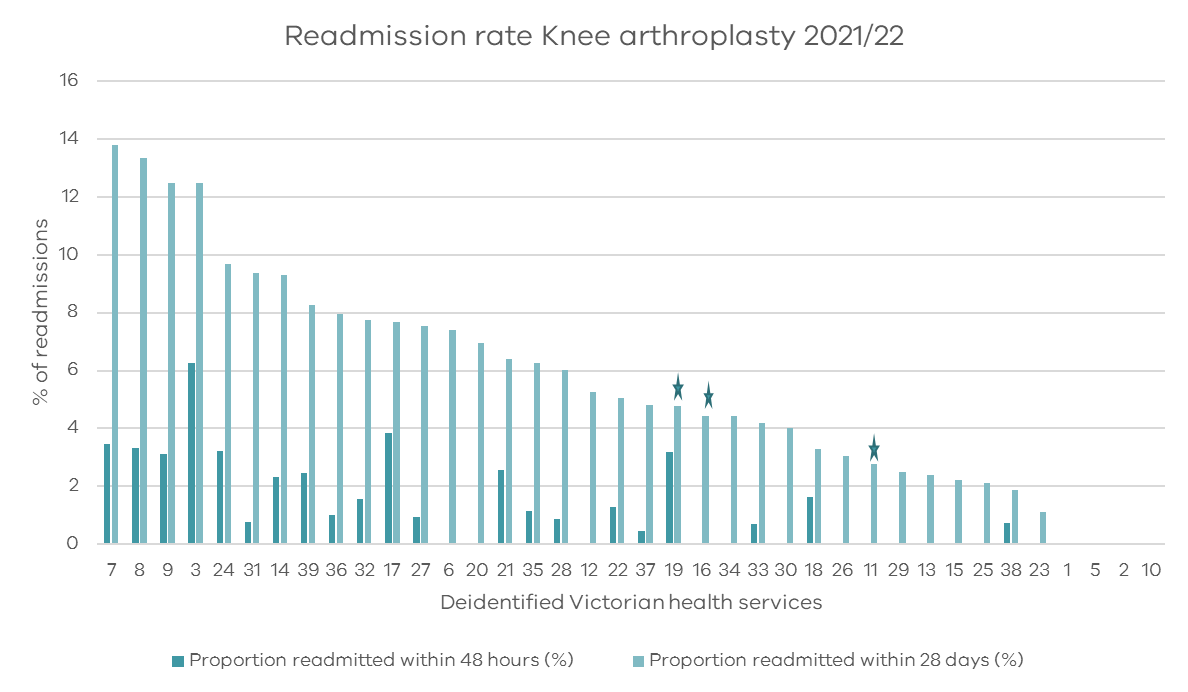 Readmission rate Knee arthroplasty 2021/22
16
14
12
10
8
6
4
2
0
% of readmissions
7 8 9 3 24 31 14 39 36 32 17 27 6 20 21 35 28 12 22 37 19 16 34 33 30 18 26 11 29 13 15 25 38 23 1 5 2 10
Deidentified Victorian health services
Proportion readmitted within 48 hours (%) Proportion readmitted within 28 days (%)